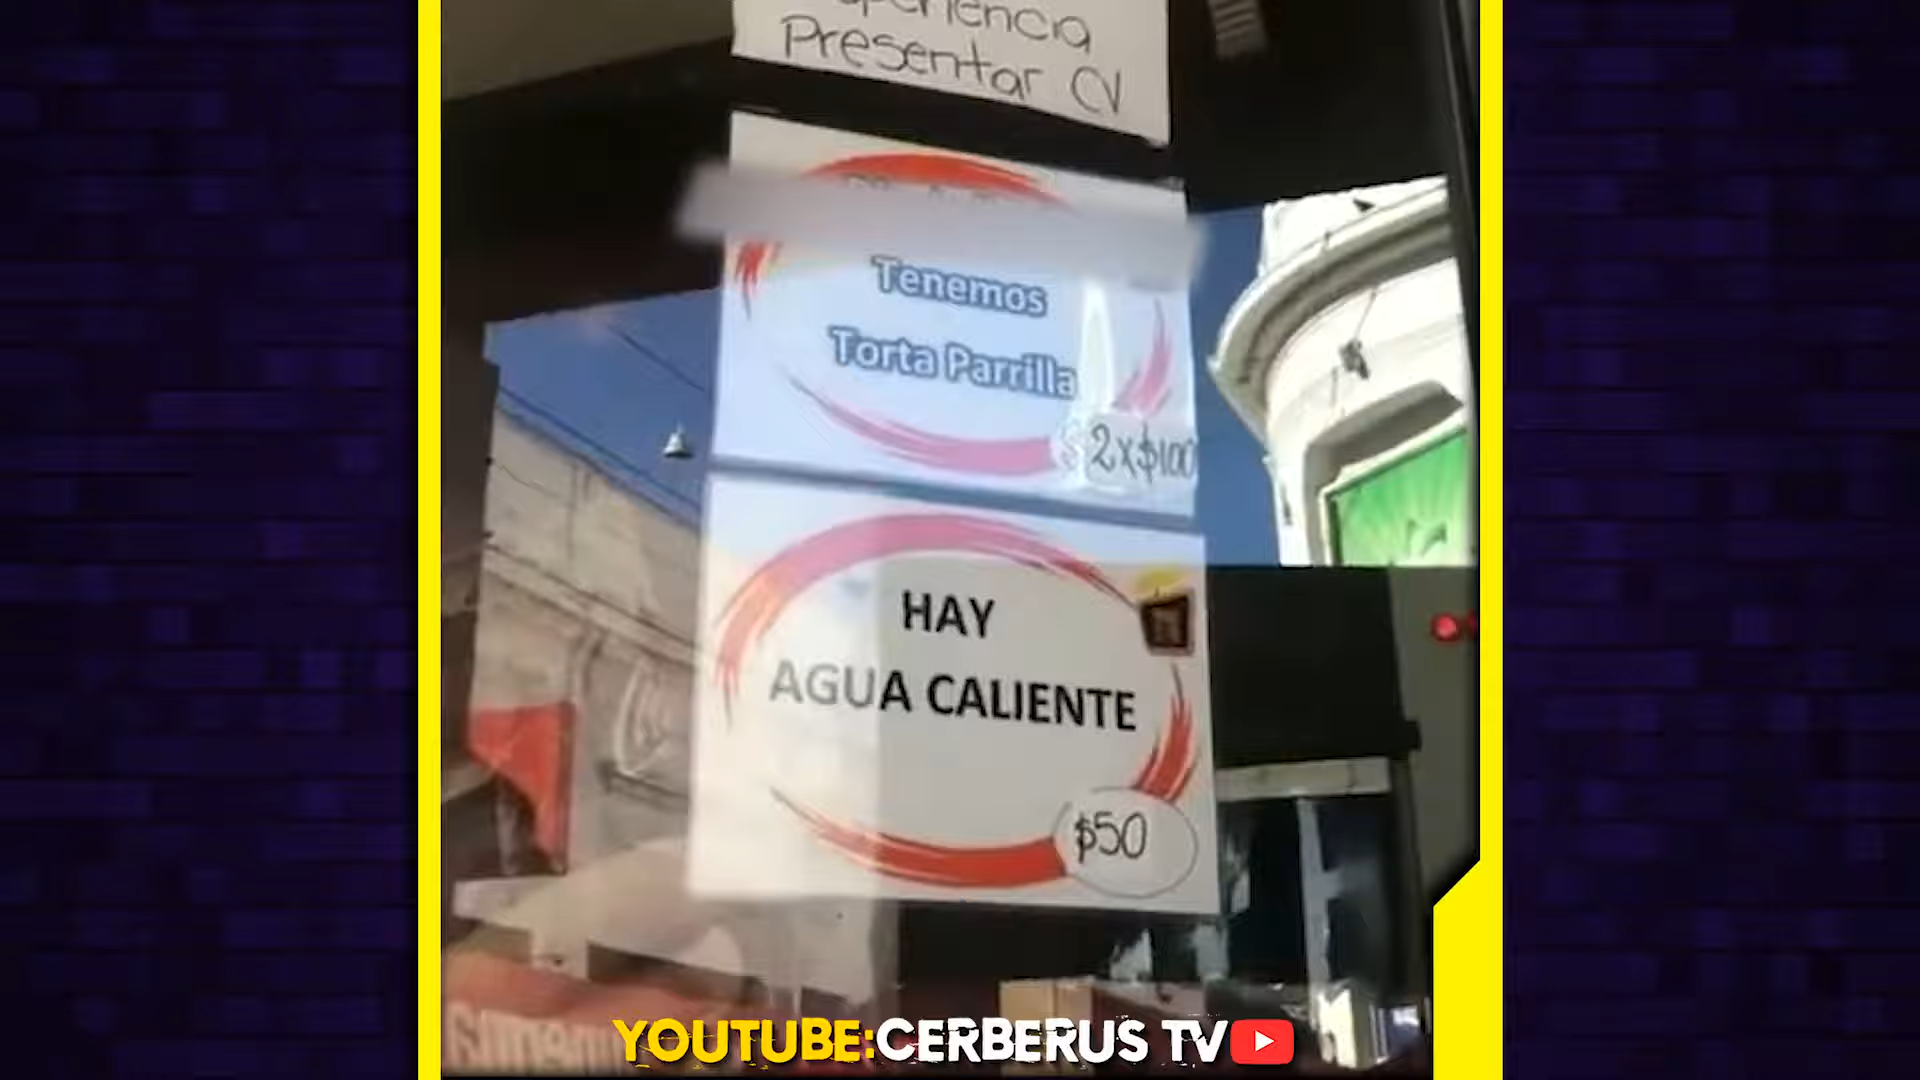 Presentar CV
Tenemos
Torta Parrilla
2x$100
HAY
AGUA CALIENTE
$50
YOUTUBE:CERBERUS TV